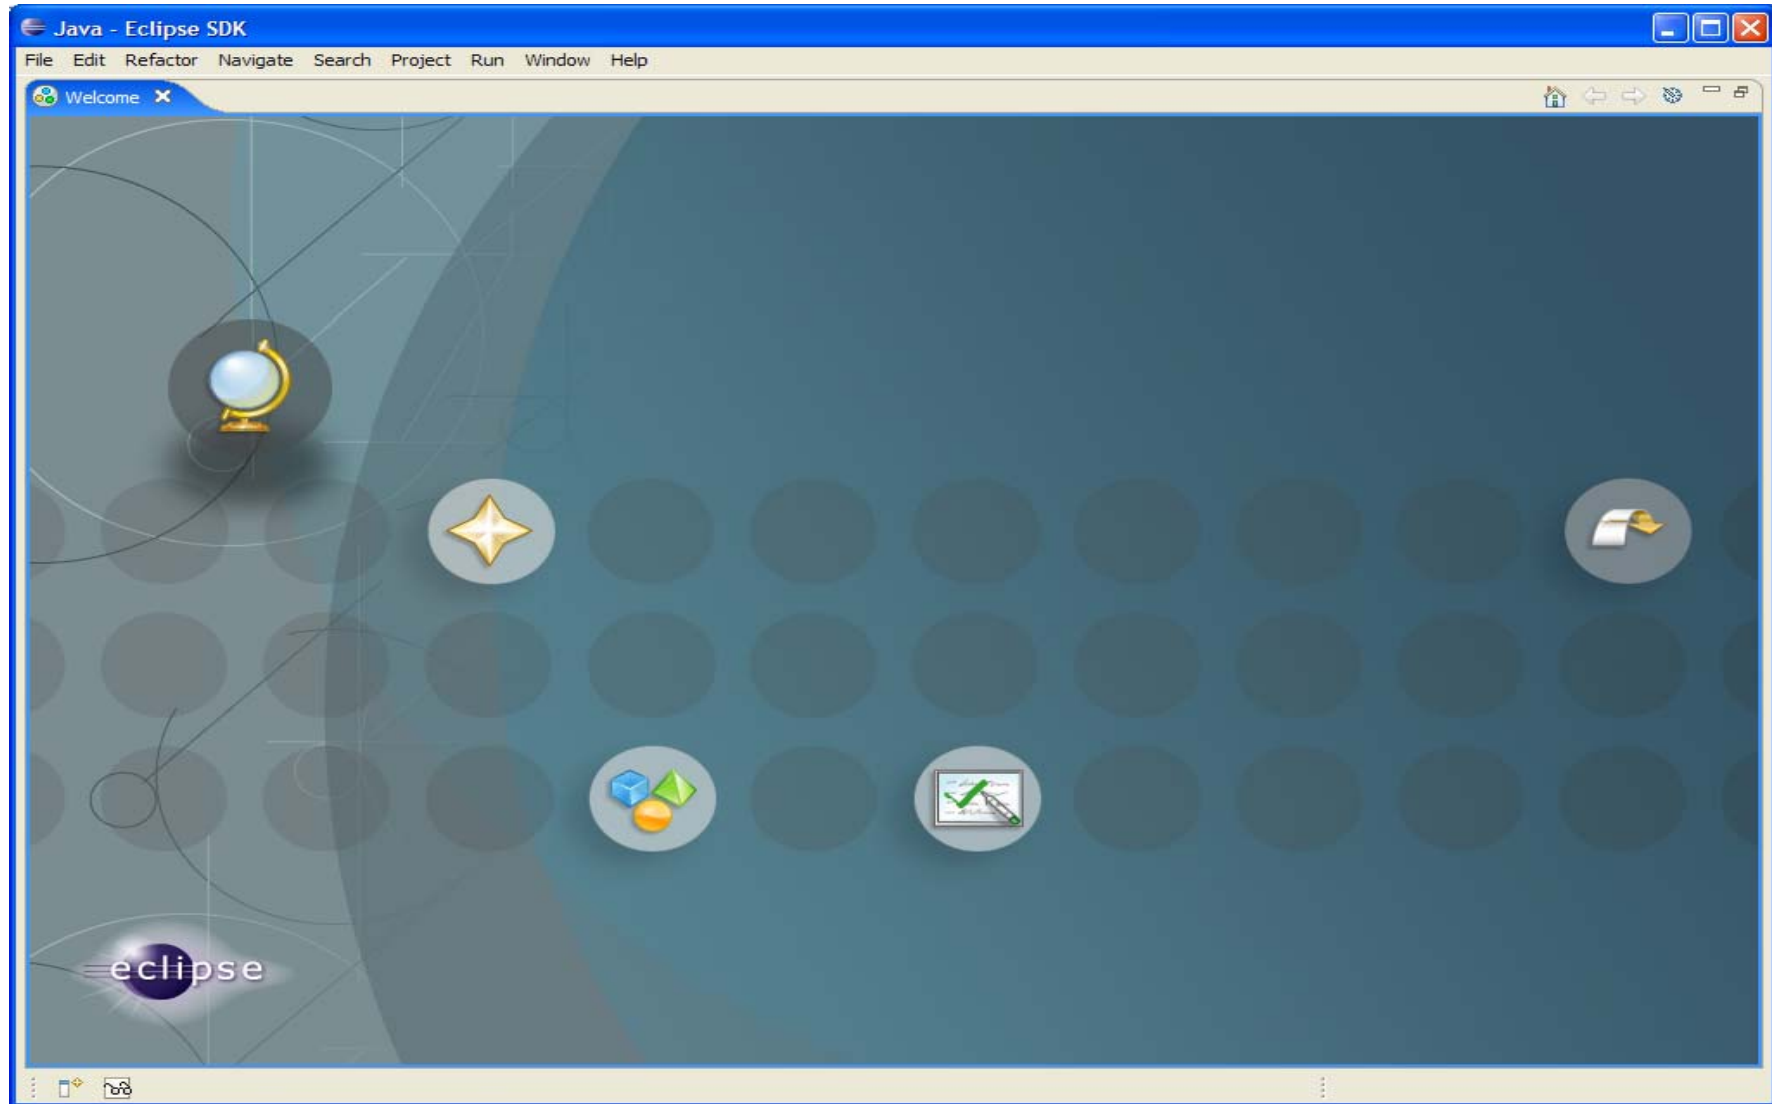 Java - Eclipse SDK
File Edit Refactor Navigate Search Project Run Window Help
Welcome
eclipse